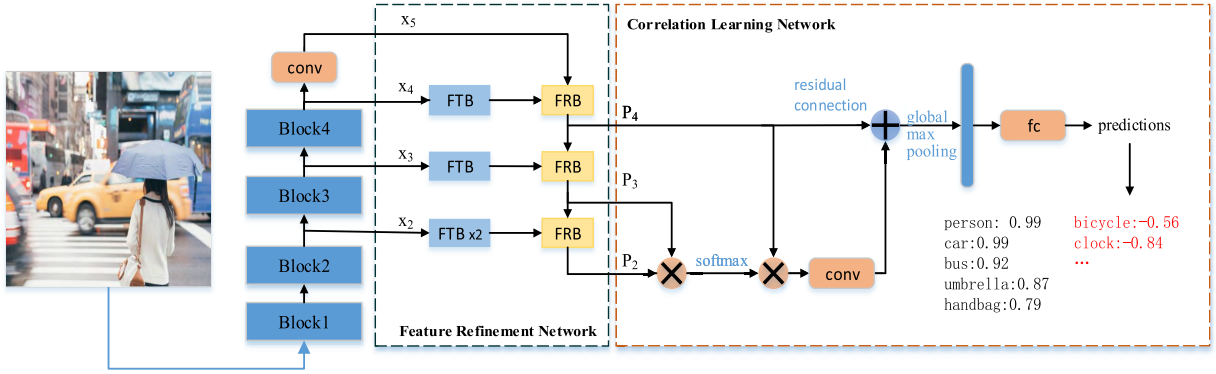 x5
Correlation Learning Network
conv
x4
FTB
FRB
residual
connection
P4
global
max
pooling
fc
predictions
Block4
x3
FTB
FRB
P3
Block3
x2
FTB x2
FRB
P2
softmax
conv
Block2
Block1
person: 0.99
car:0.99
bus:0.92
umbrella:0.87
handbag:0.79
bicycle:-0.56
clock:-0.84
...
Feature Refinement Network